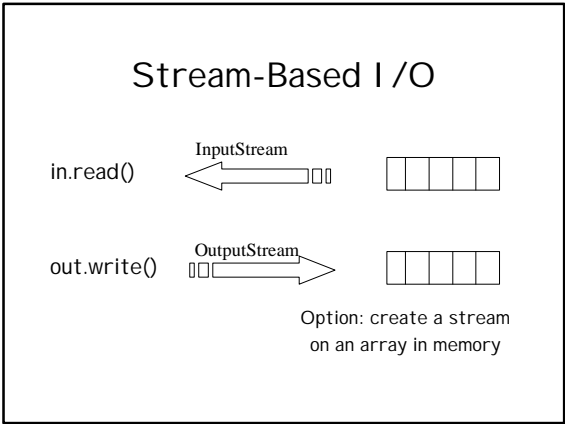 Stream-Based I/O
InputStream
in.read()
OutputStream
out.write()
Option: create a stream
on an array in memory